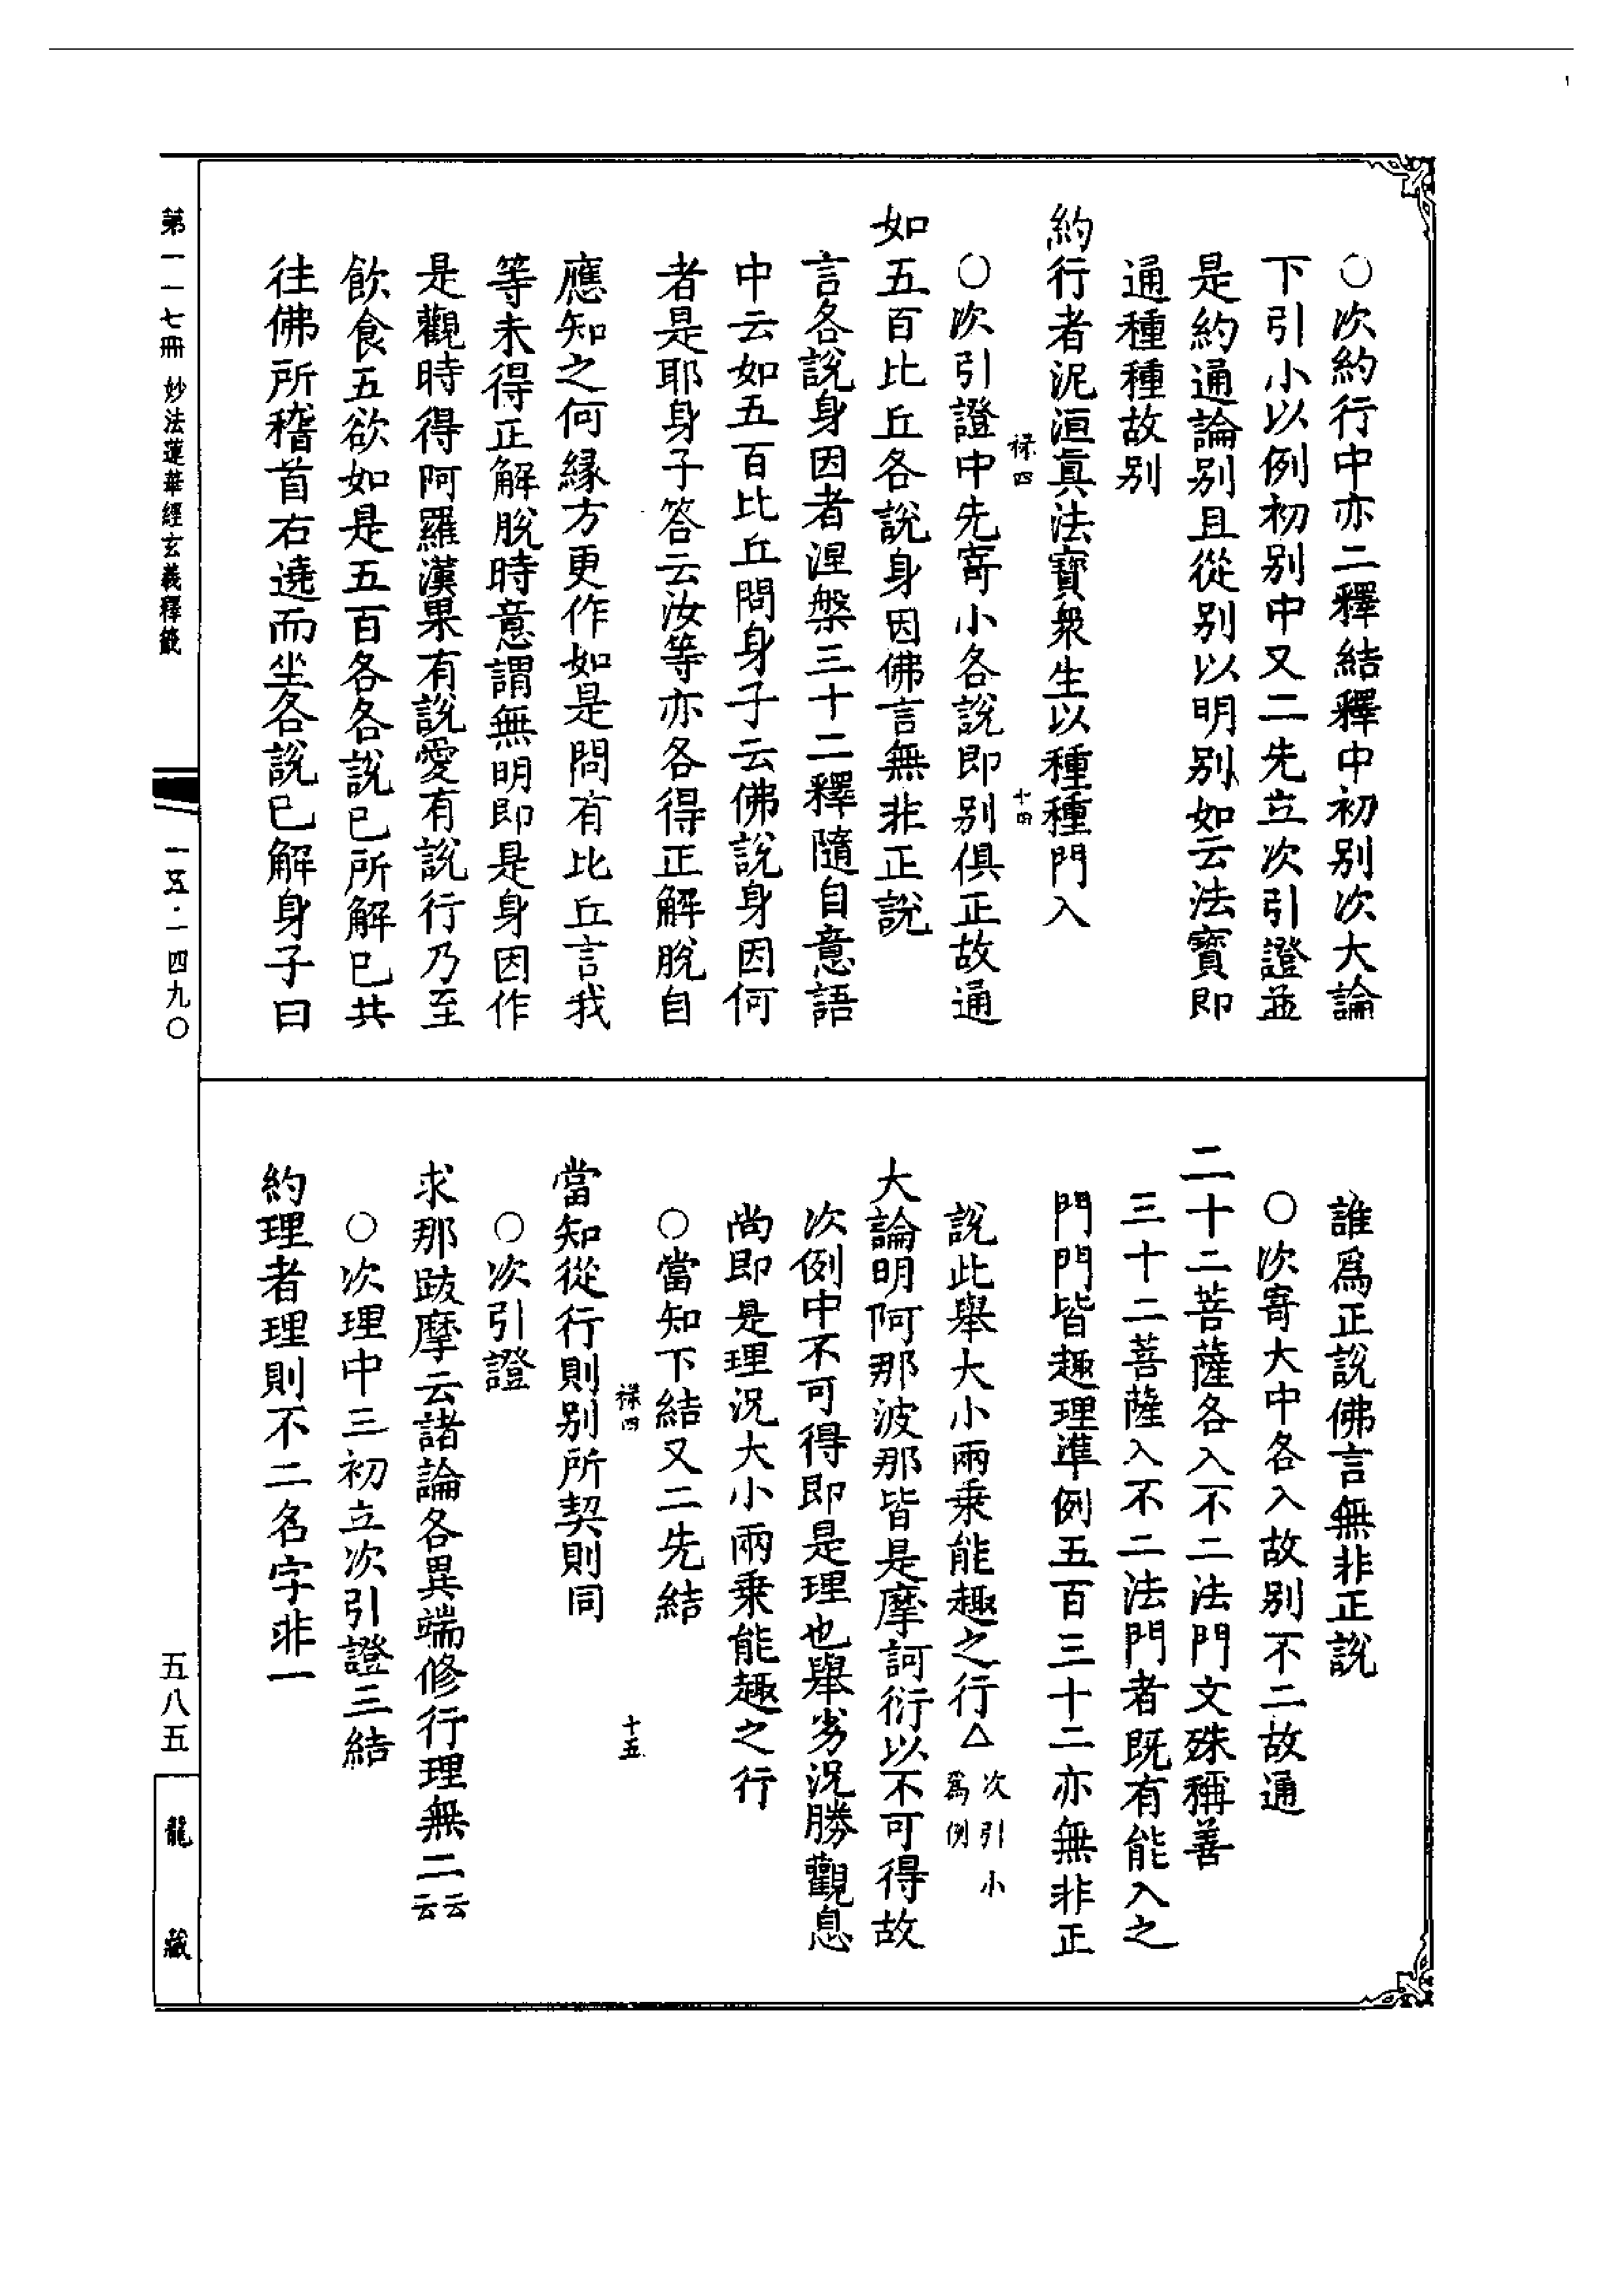 ○次約行中亦二釋結釋中初别次大論
下引小以例初别中又二先立次引證並
是約通論别且從别以明别如云法寶即
通種種故别
約行者泥洹眞法寶衆生以種種門入
祿四 十四
○次引證中先寄小各説即别俱正故通
如五百比丘各說身因佛言無非正說
言各説身因者涅槃三十二釋隨自意語
中云如五百比丘問身子云佛説身因何
者是耶身子答云汝等亦各得正解脫自
應知之何緣方更作如是問有比丘言我
等未得正解脫時意謂無明即是身因作
是觀時得阿羅漢果有説愛有説行乃至
飲食五欲如是五百各各説已所解已共
往佛所稽首右遶而坐各説已解身子曰
誰爲正説佛言無非正説
○次寄大中各入故别不二故通
三十二菩薩各入不二法門文殊稱善
三十二菩薩入不二法門者既有能入之
門門皆趣理準例五百三十二亦無非正
說此舉大小兩乗能趣之行△次引小爲例
大論明阿那波那皆是摩訶衍以不可得故
次例中不可得即是理也舉劣況勝觀息
尚即是理況大小兩乗能趣之行
○當知下結又二先結
祿四 十五
當知從行則别所契則同
○次引證
求那跋摩云諸論各異端修行理無二云云
○次理中三初立次引證三結
約理者理則不二名字非一
第一一七冊 妙法蓮華經玄義釋籤
一五·一四九〇
五八五
龍藏